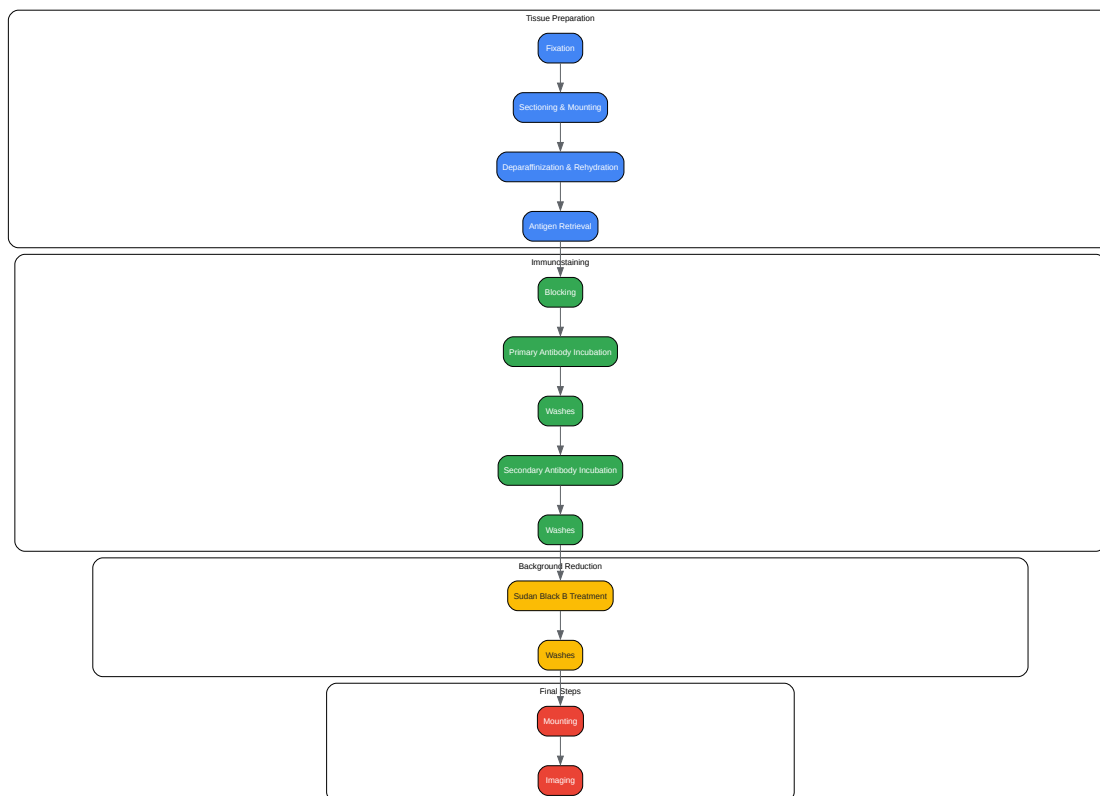 Tissue Preparation
Fixation
Sectioning & Mounting
Deparaffinization & Rehydration
Antigen Retrieval
Immunostaining
Blocking
Primary Antibody Incubation
Washes
Secondary Antibody Incubation
Washes
Background Reduction
Sudan Black B Treatment
Washes
Final Steps
Mounting
Imaging